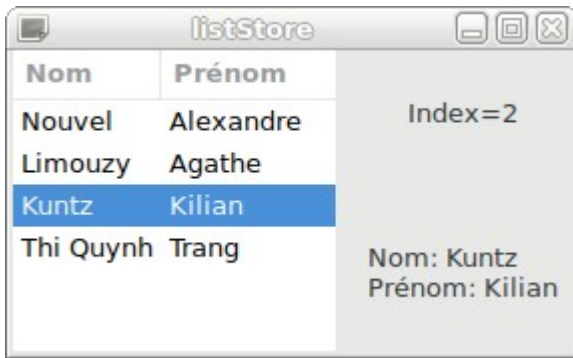 listStore
Nom Prénom
Nouvel Alexandre
Limouzy Agathe
Kuntz Kilian
Thi Quynh Trang
Index=2
Nom: Kuntz
Prénom: Kilian